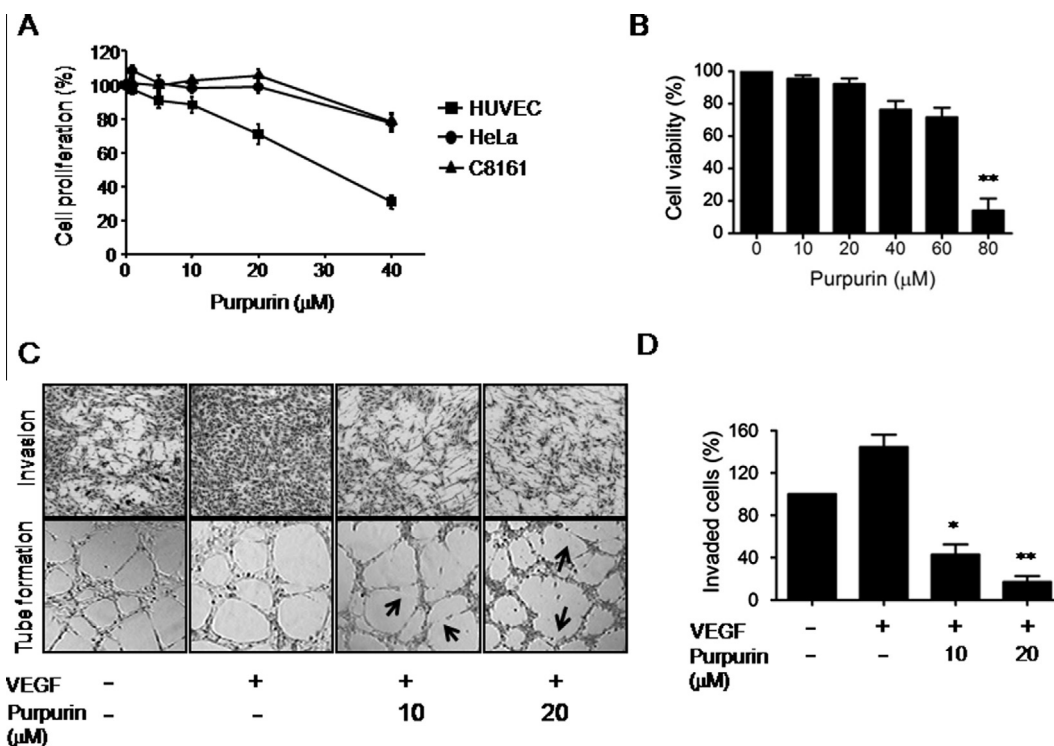 A
Cell proliferation (%)
120
100
80
60
40
20
0
0 10 20 30 40
Purpurin (μM)
HUVEC
HeLa
C8161
B
Cell viability (%)
100
80
60
40
20
0
**
0 10 20 40 60 80
Purpurin (μM)
C
Invasion
Tube formation
VEGF - + + +
Purpurin - - 10 20
(μM)
D
Invaded cells (%)
160
120
80
40
0
*
**
VEGF - + + +
Purpurin - - 10 20
(μM)